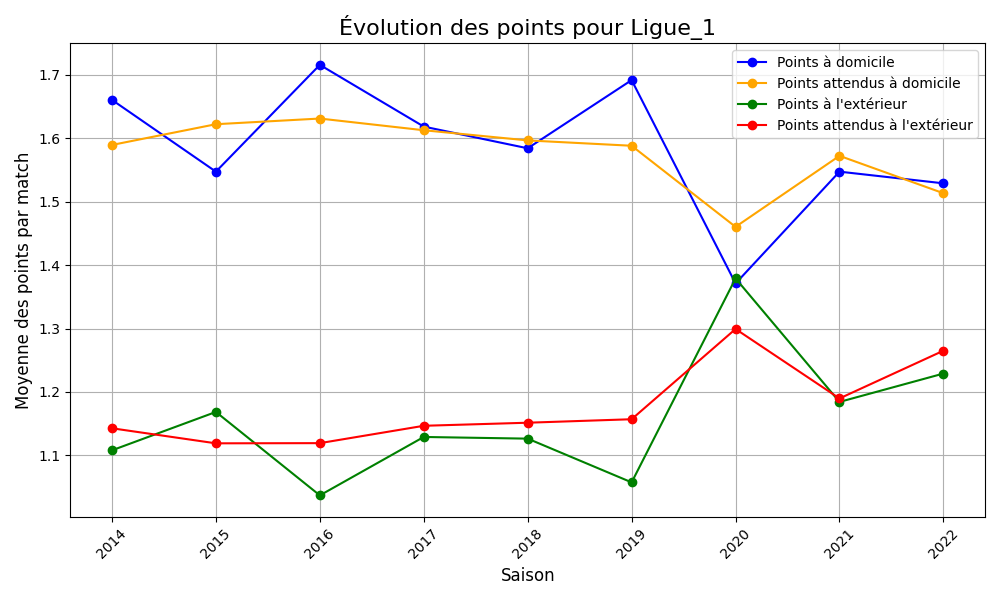 Évolution des points pour Ligue_1
Points à domicile
Points attendus à domicile
Points à l'extérieur
Points attendus à l'extérieur
Moyenne des points par match
1.7
1.6
1.5
1.4
1.3
1.2
1.1
2014
2015
2016
2017
2018
2019
2020
2021
2022
Saison